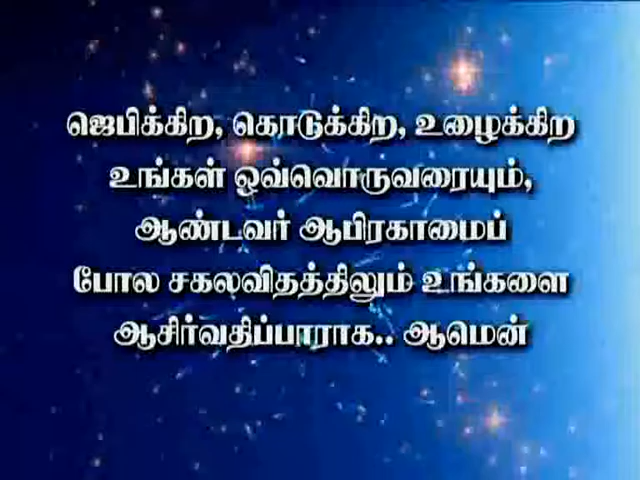 ஜெபிக்கிற, கொடுக்கிற, உழைக்கிற
உங்கள் ஒவ்வொருவரையும்,
ஆண்டவர் ஆபிரகாமைப்
போல சகலவிதத்திலும் உங்களை
ஆசிர்வதிப்பாராக.. ஆமென்